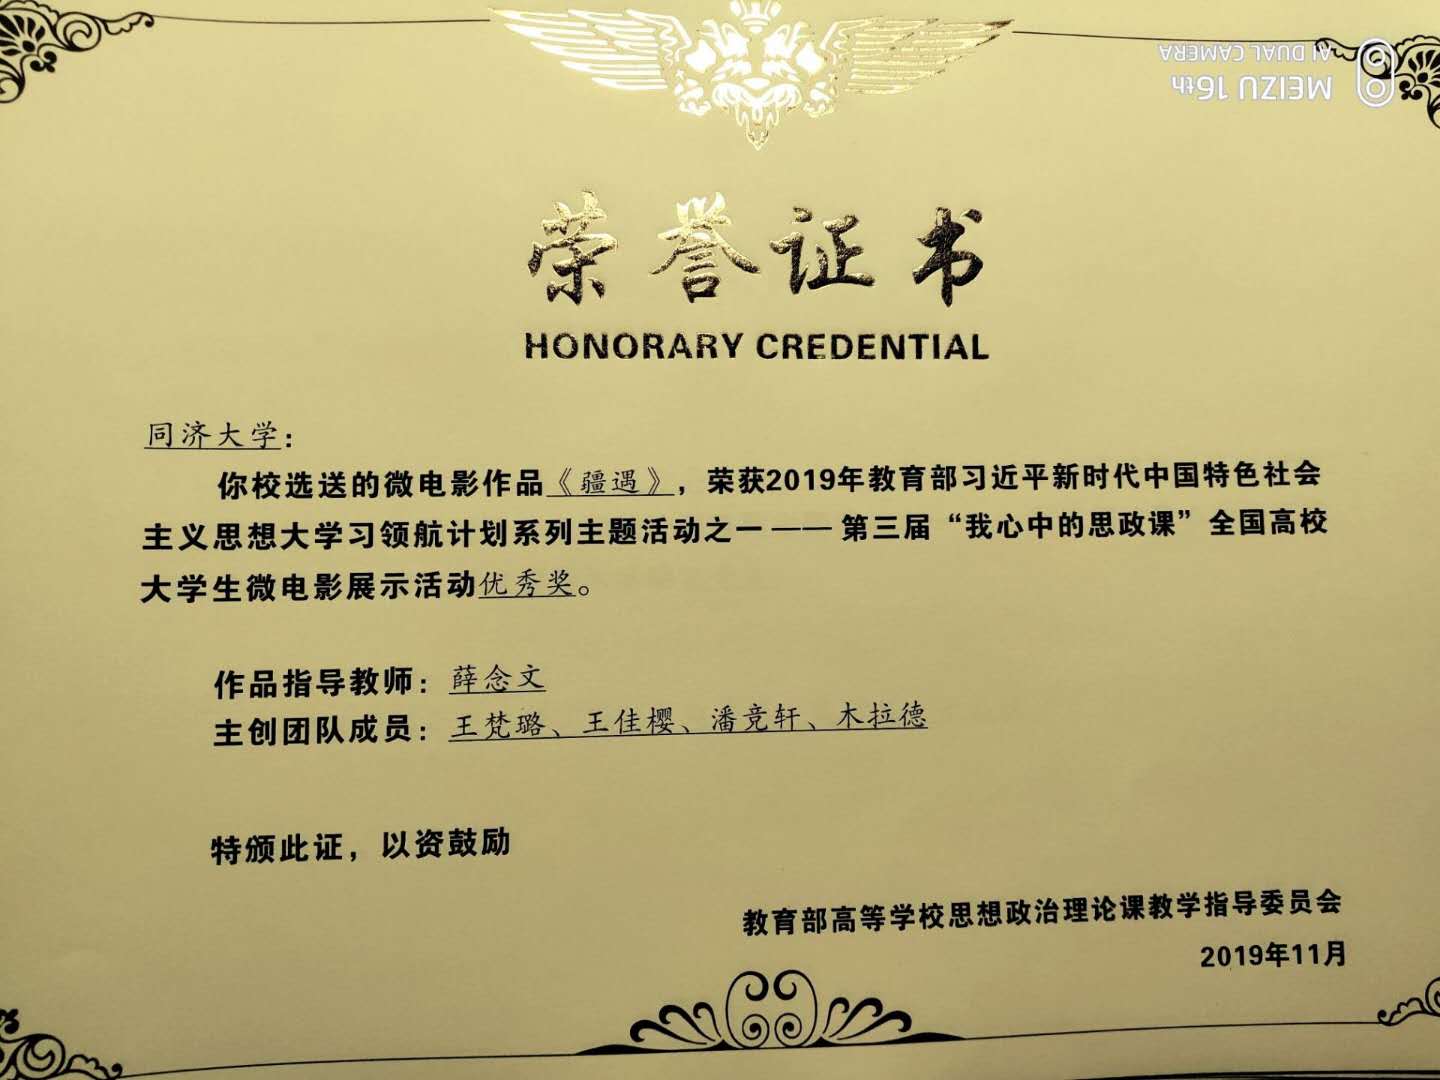 MEIZU 16th
AI DUAL CAMERA
荣誉证书
HONORARY CREDENTIAL
同济大学：
你校选送的微电影作品《疆遇》，荣获2019年教育部习近平新时代中国特色社会
主义思想大学习领航计划系列主题活动之一——第三届“我心中的思政课”全国高校
大学生微电影展示活动优秀奖。
作品指导教师：薛念文
主创团队成员：王梵璐、王佳樱、潘竞轩、木拉德
特颁此证，以资鼓励
教育部高等学校思想政治理论课教学指导委员会
2019年11月